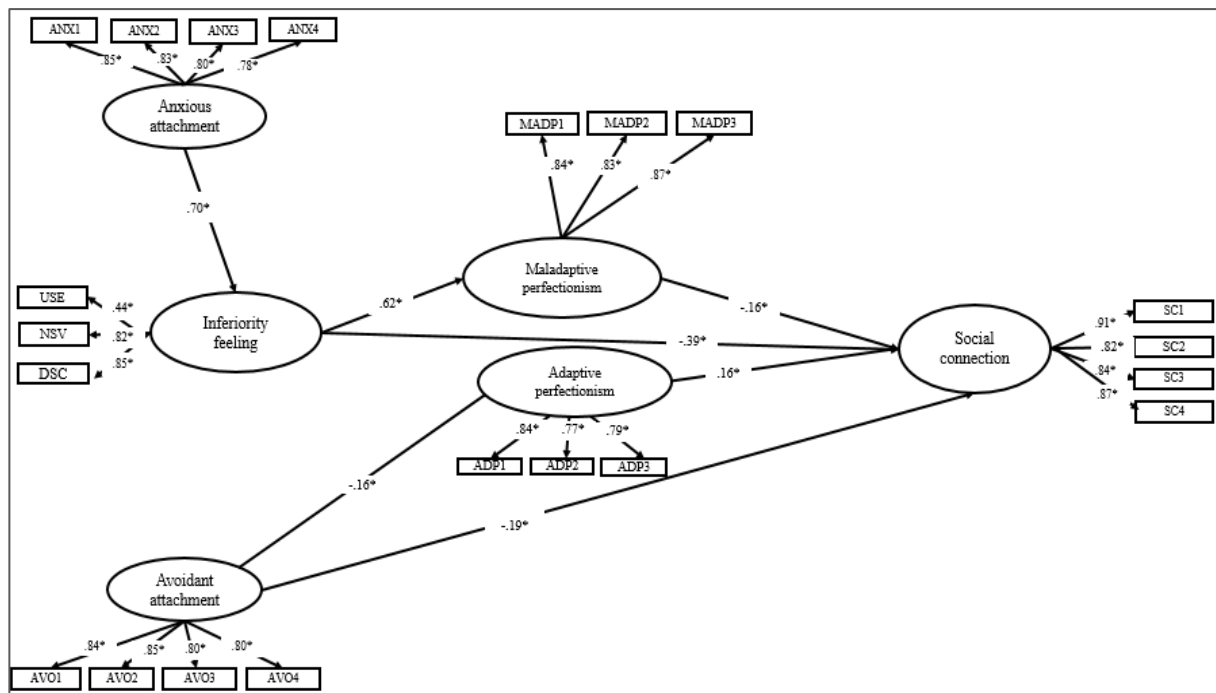 ANX1 ANX2 ANX3 ANX4
.85* .83* .80* .78*
Anxious
attachment
MADP1 MADP2 MADP3
.84* .83* .87*
.70*
Maladaptive
perfectionism
USE
.44*
NSV
.82*
DSC
.85*
Inferiority
feeling
.62*
-.16*
-.39*
Social
connection
SC1
.91*
SC2
.82*
SC3
.84*
SC4
.87*
Adaptive
perfectionism
.16*
.84* .77* .79*
ADP1 ADP2 ADP3
-.16*
-.19*
Avoidant
attachment
.84* .85* .80* .80*
AVO1 AVO2 AVO3 AVO4